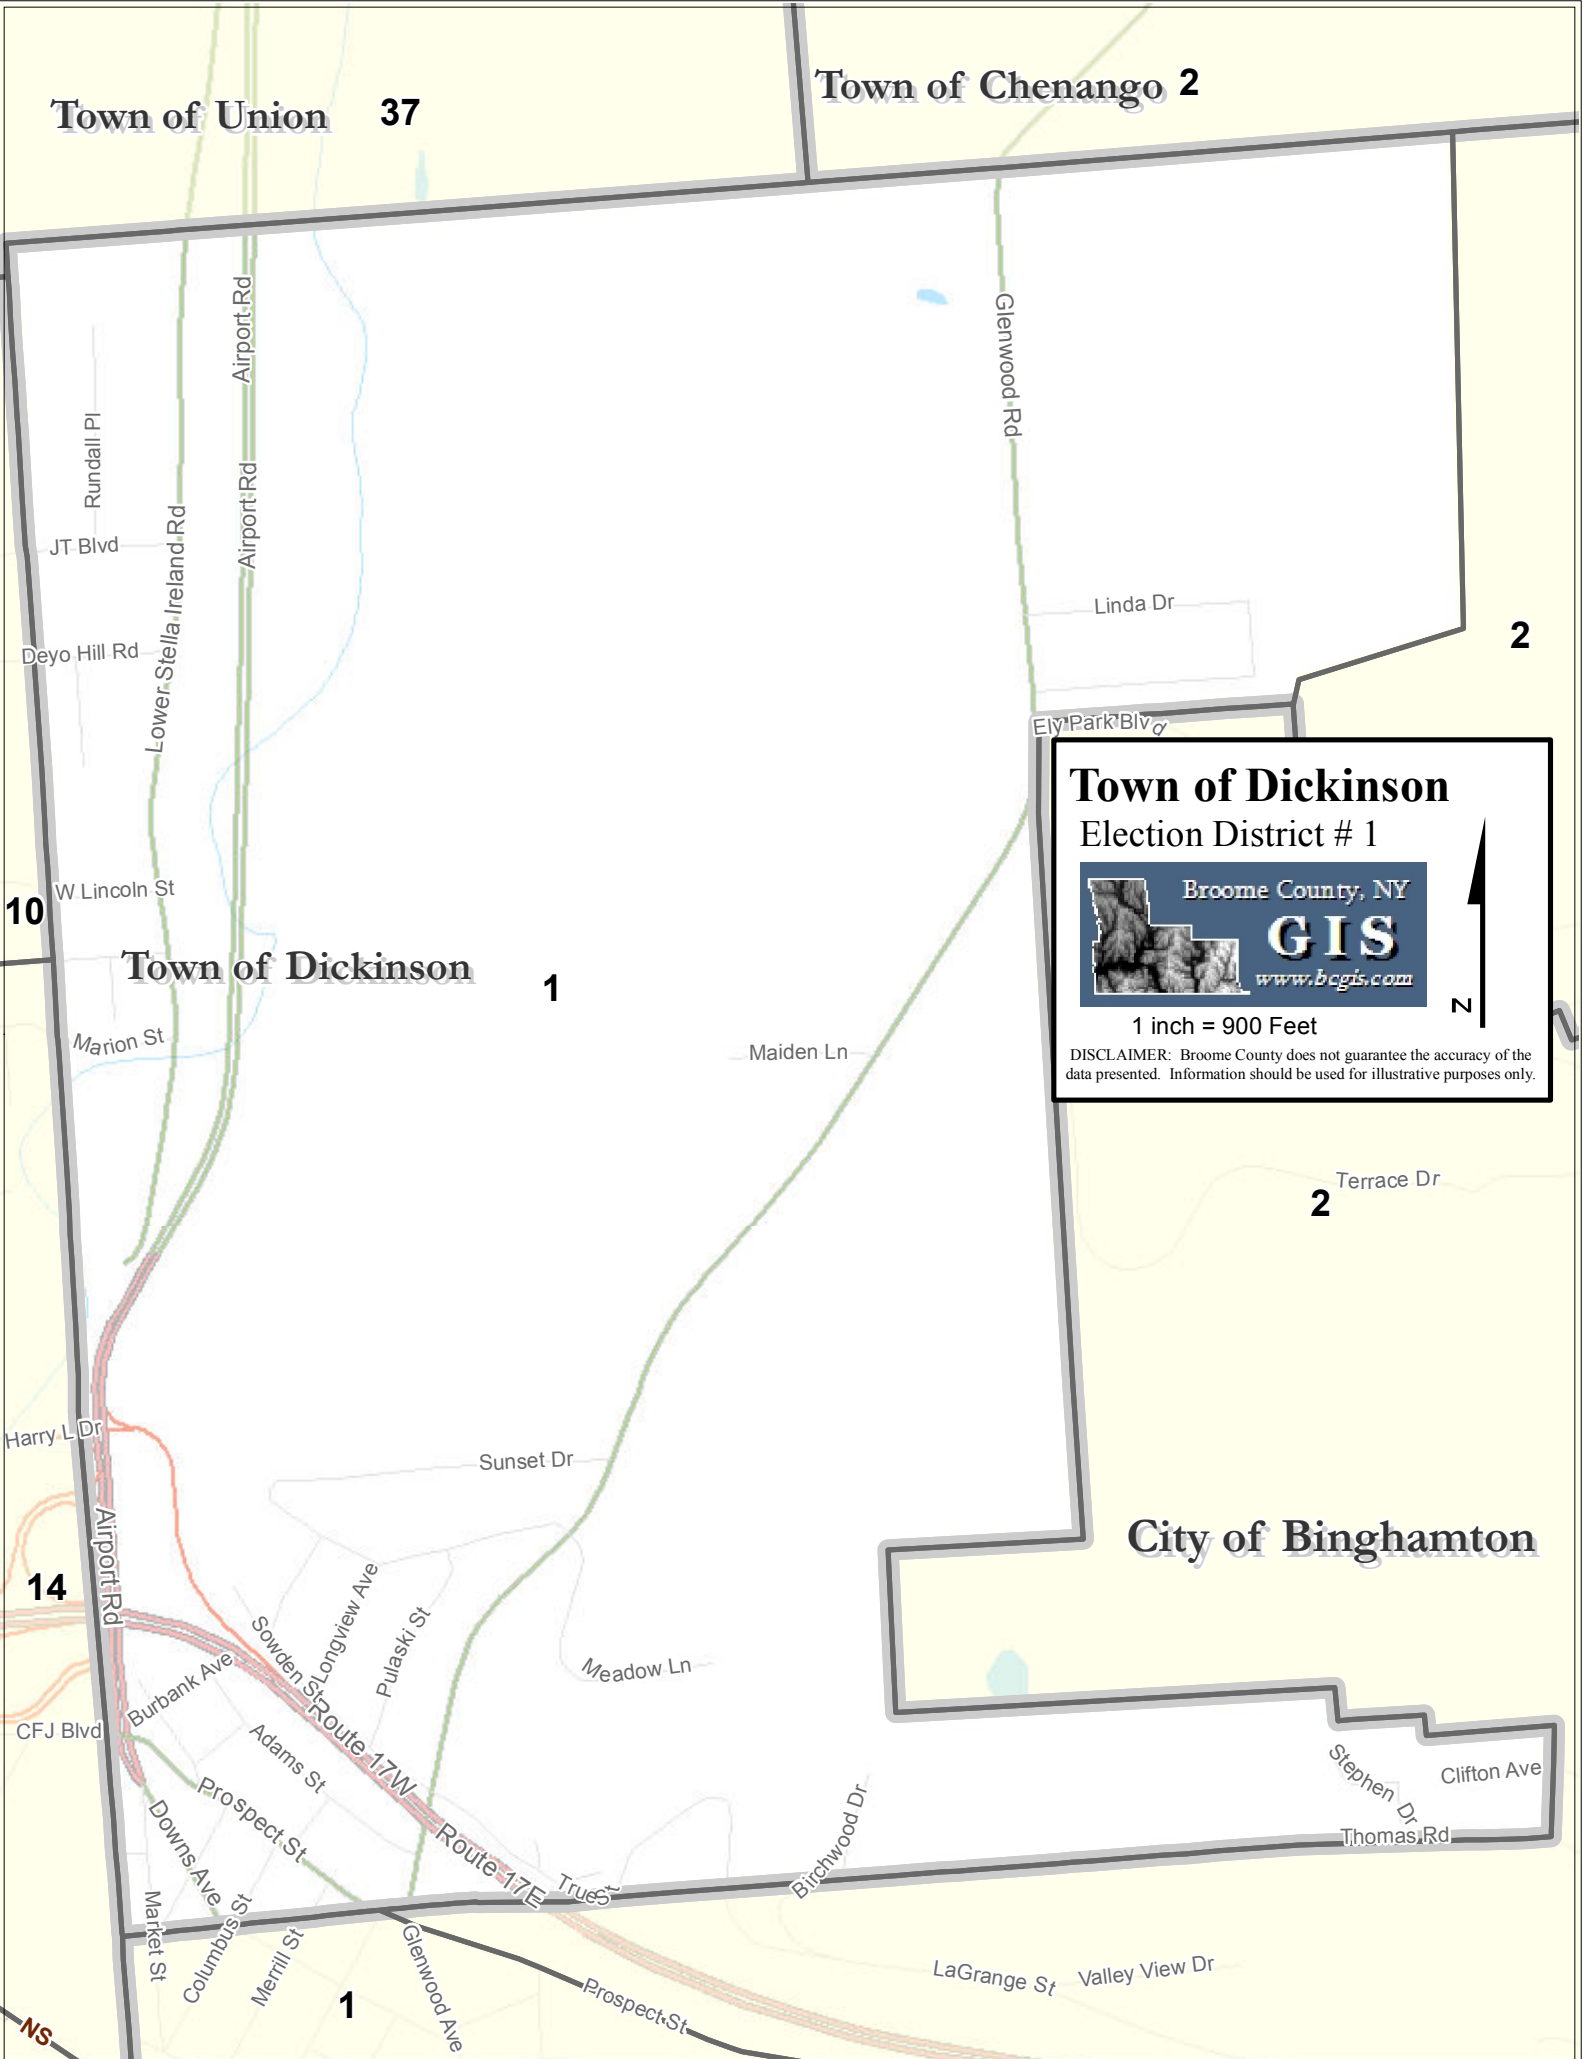 Town of Union 37
Town of Chenango 2
Airport Rd
Glenwood Rd
Rundall Pl
Airport Rd
Lower Stella Ireland Rd
JT Blvd
Linda Dr
2
Deyo Hill Rd
Ely Park Blvd
Town of Dickinson
Election District # 1
Broome County, NY
GIS
www.bcgis.com
1 inch = 900 Feet
N
DISCLAIMER: Broome County does not guarantee the accuracy of the
data presented. Information should be used for illustrative purposes only.
W Lincoln St
10
Town of Dickinson
1
Marion St
Maiden Ln
Terrace Dr
2
Harry L Dr
Sunset Dr
Airport Rd
City of Binghamton
14
Sowden St
Longview Ave
Pulaski St
Meadow Ln
Burbank Ave
CFJ Blvd
Adams St
Route 17W
Prospect St
Stephen Dr
Clifton Ave
Downs Ave
Route 17E
True St
Birchwood Dr
Thomas Rd
Market St
Columbus St
Merrill St
Glenwood Ave
LaGrange St
Valley View Dr
1
Prospect St
NS